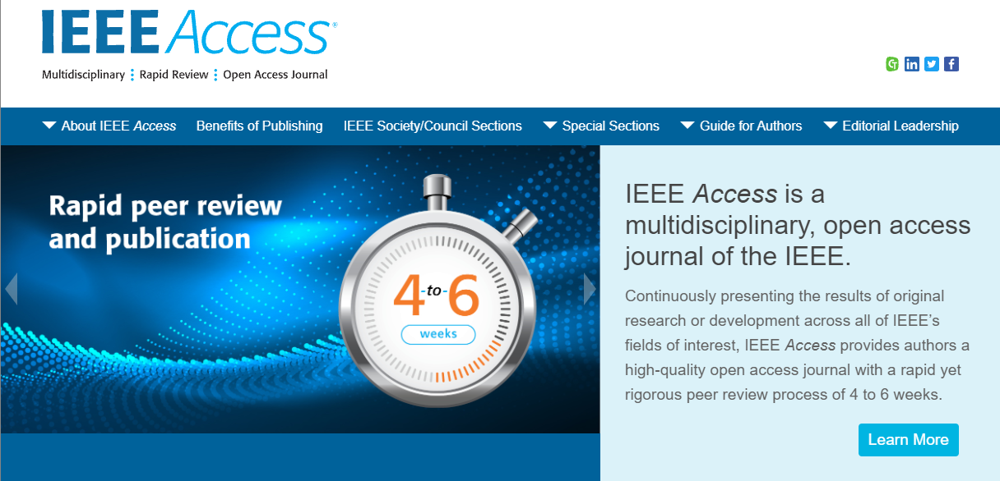 IEEE Access®
Multidisciplinary ⋮ Rapid Review ⋮ Open Access Journal
in f
About IEEE Access Benefits of Publishing IEEE Society/Council Sections Special Sections Guide for Authors Editorial Leadership
Rapid peer review
and publication
4-to-6
weeks
IEEE Access is a
multidisciplinary, open access
journal of the IEEE.
Continuously presenting the results of original
research or development across all of IEEE’s
fields of interest, IEEE Access provides authors a
high-quality open access journal with a rapid yet
rigorous peer review process of 4 to 6 weeks.
Learn More